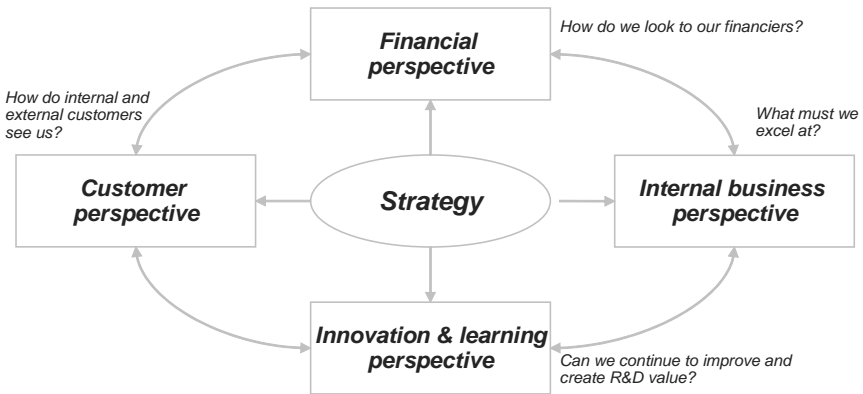 Financial
perspective
How do we look to our financiers?
How do internal and
external customers
see us?
What must we
excel at?
Customer
perspective
Strategy
Internal business
perspective
Innovation & learning
perspective
Can we continue to improve and
create R&D value?